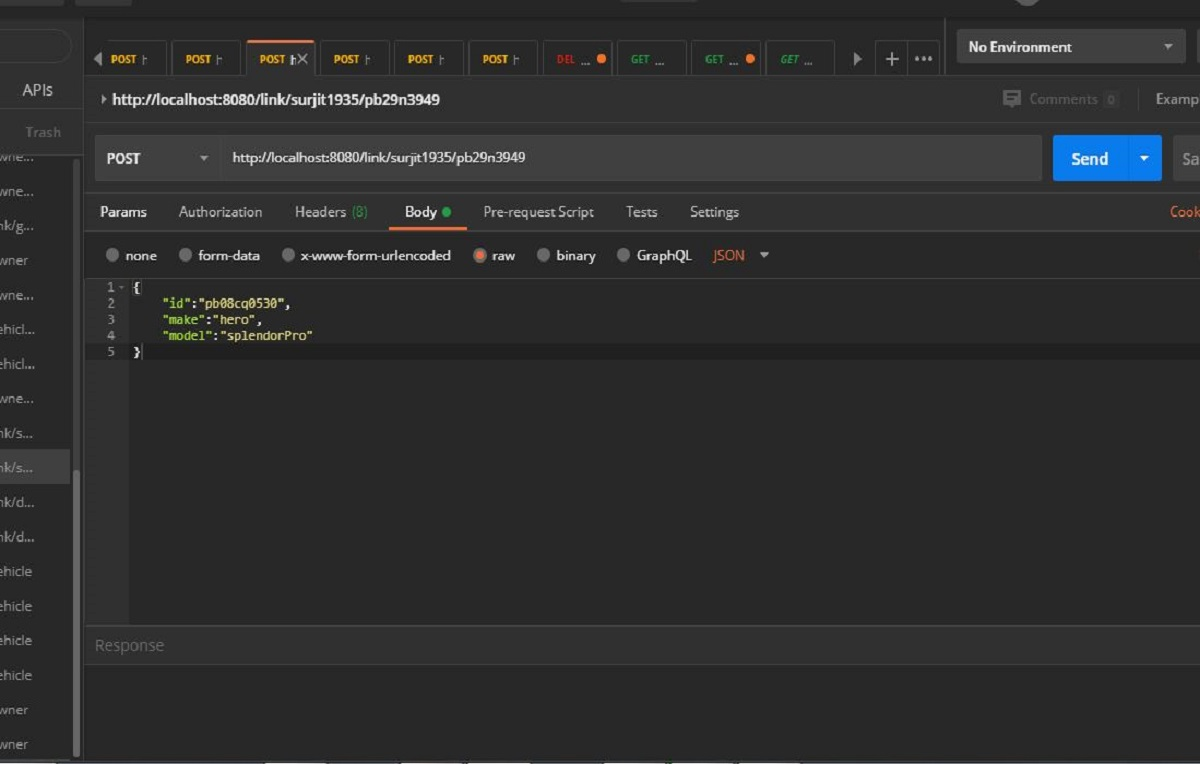 POST
POST
POST
POST
POST
POST
DEL ...
GET ...
GET ...
GET ...
No Environment
APIs
http://localhost:8080/link/surjit1935/pb29n3949
Comments 0
Examp
Trash
POST
http://localhost:8080/link/surjit1935/pb29n3949
Send
Sa
wne...
wne...
nk/g...
wner
wne...
ehicl...
ehicl...
wne...
nk/s...
nk/s...
nk/d...
nk/d...
ehicle
ehicle
ehicle
ehicle
wner
wner
Params
Authorization
Headers (8)
Body
Pre-request Script
Tests
Settings
Cook
none
form-data
x-www-form-urlencoded
raw
binary
GraphQL
JSON
1 {
2 "id":"pb08cq0530",
3 "make":"hero",
4 "model":"splendorPro"
5 }
Response